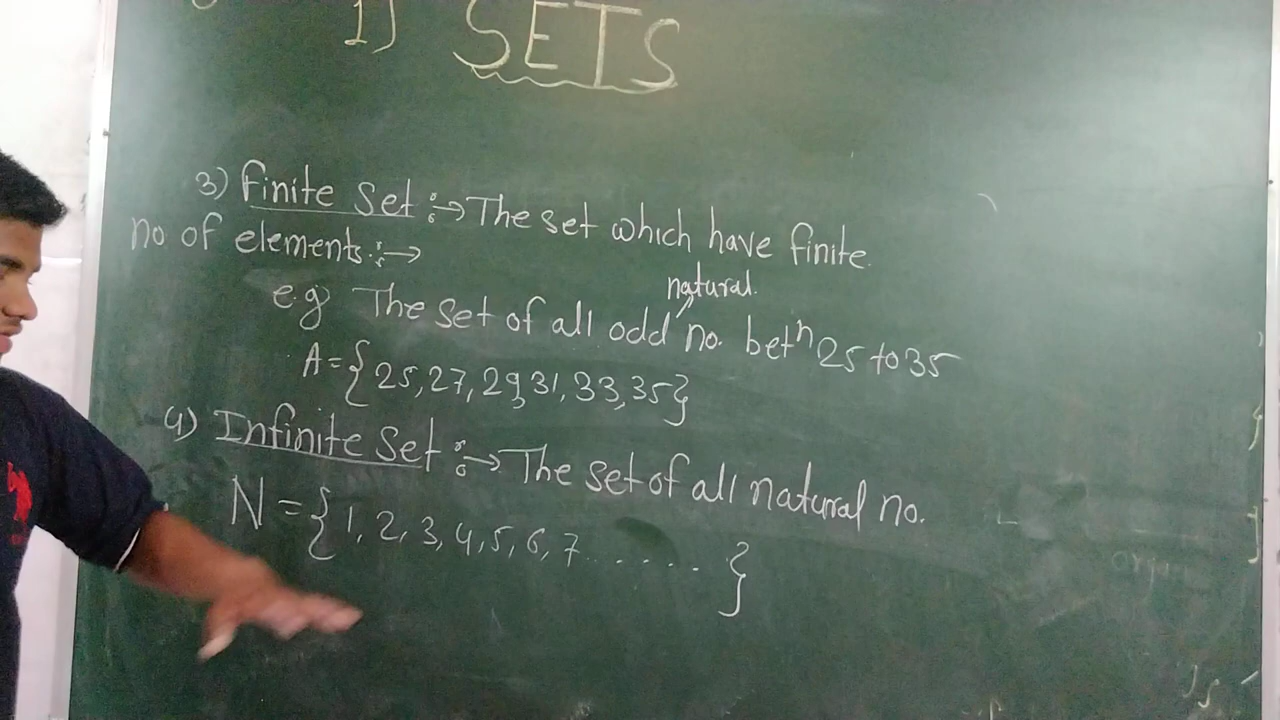 1) SETS
3) Finite Set :→ The set which have finite.
no of elements :→
natural.
e.g The set of all odd no. betn 25 to 35
A = {25, 27, 29, 31, 33, 35}
4) Infinite Set :→ The set of all natural no.
N = {1, 2, 3, 4, 5, 6, 7 . . . . . . }